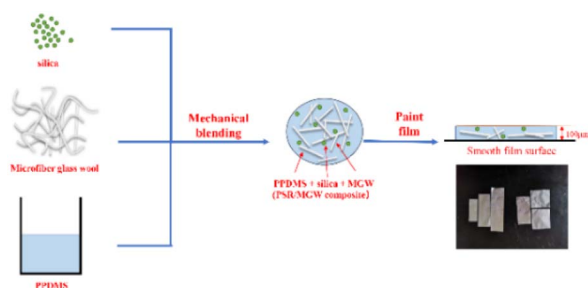 silica
Microfiber glass wool
PPDMS
Mechanical
blending
PPDMS + silica + MGW
(PSR/MGW composite)
Paint
film
100μm
Smooth film surface